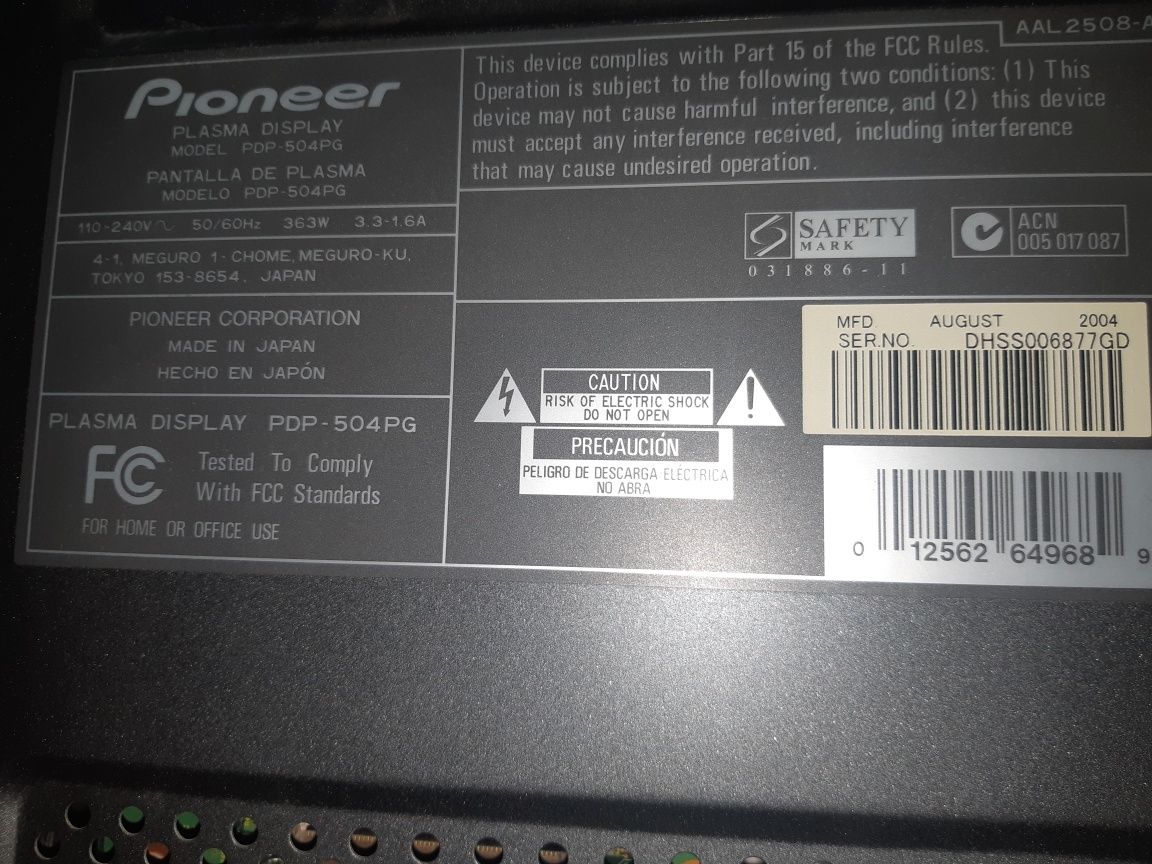 Pioneer
PLASMA DISPLAY
MODEL PDP-504PG
PANTALLA DE PLASMA
MODELO PDP-504PG
110-240V~ 50/60Hz 363W 3.3-1.6A
4-1, MEGURO 1-CHOME, MEGURO-KU,
TOKYO 153-8654, JAPAN
PIONEER CORPORATION
MADE IN JAPAN
HECHO EN JAPÓN
PLASMA DISPLAY PDP-504PG
FC Tested To Comply
With FCC Standards
FOR HOME OR OFFICE USE
AAL2508-A
This device complies with Part 15 of the FCC Rules.
Operation is subject to the following two conditions: (1) This
device may not cause harmful interference, and (2) this device
must accept any interference received, including interference
that may cause undesired operation.
SAFETY
MARK
031886-11
ACN
005 017 087
CAUTION
RISK OF ELECTRIC SHOCK
DO NOT OPEN
PRECAUCIÓN
PELIGRO DE DESCARGA ELÉCTRICA
NO ABRA
MFD AUGUST 2004
SER.NO. DHSS006877GD
0 12562 64968 9